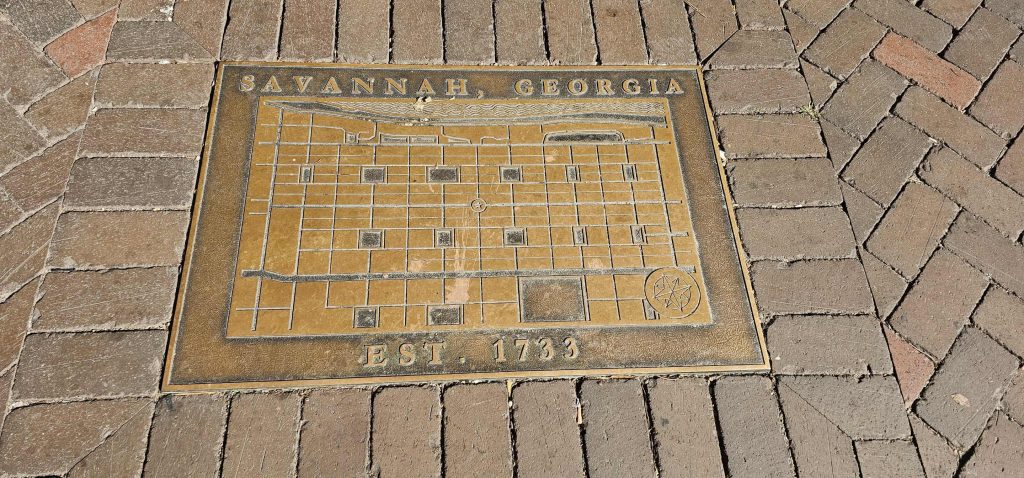 SAVANNAH, GEORGIA
EST. 1733